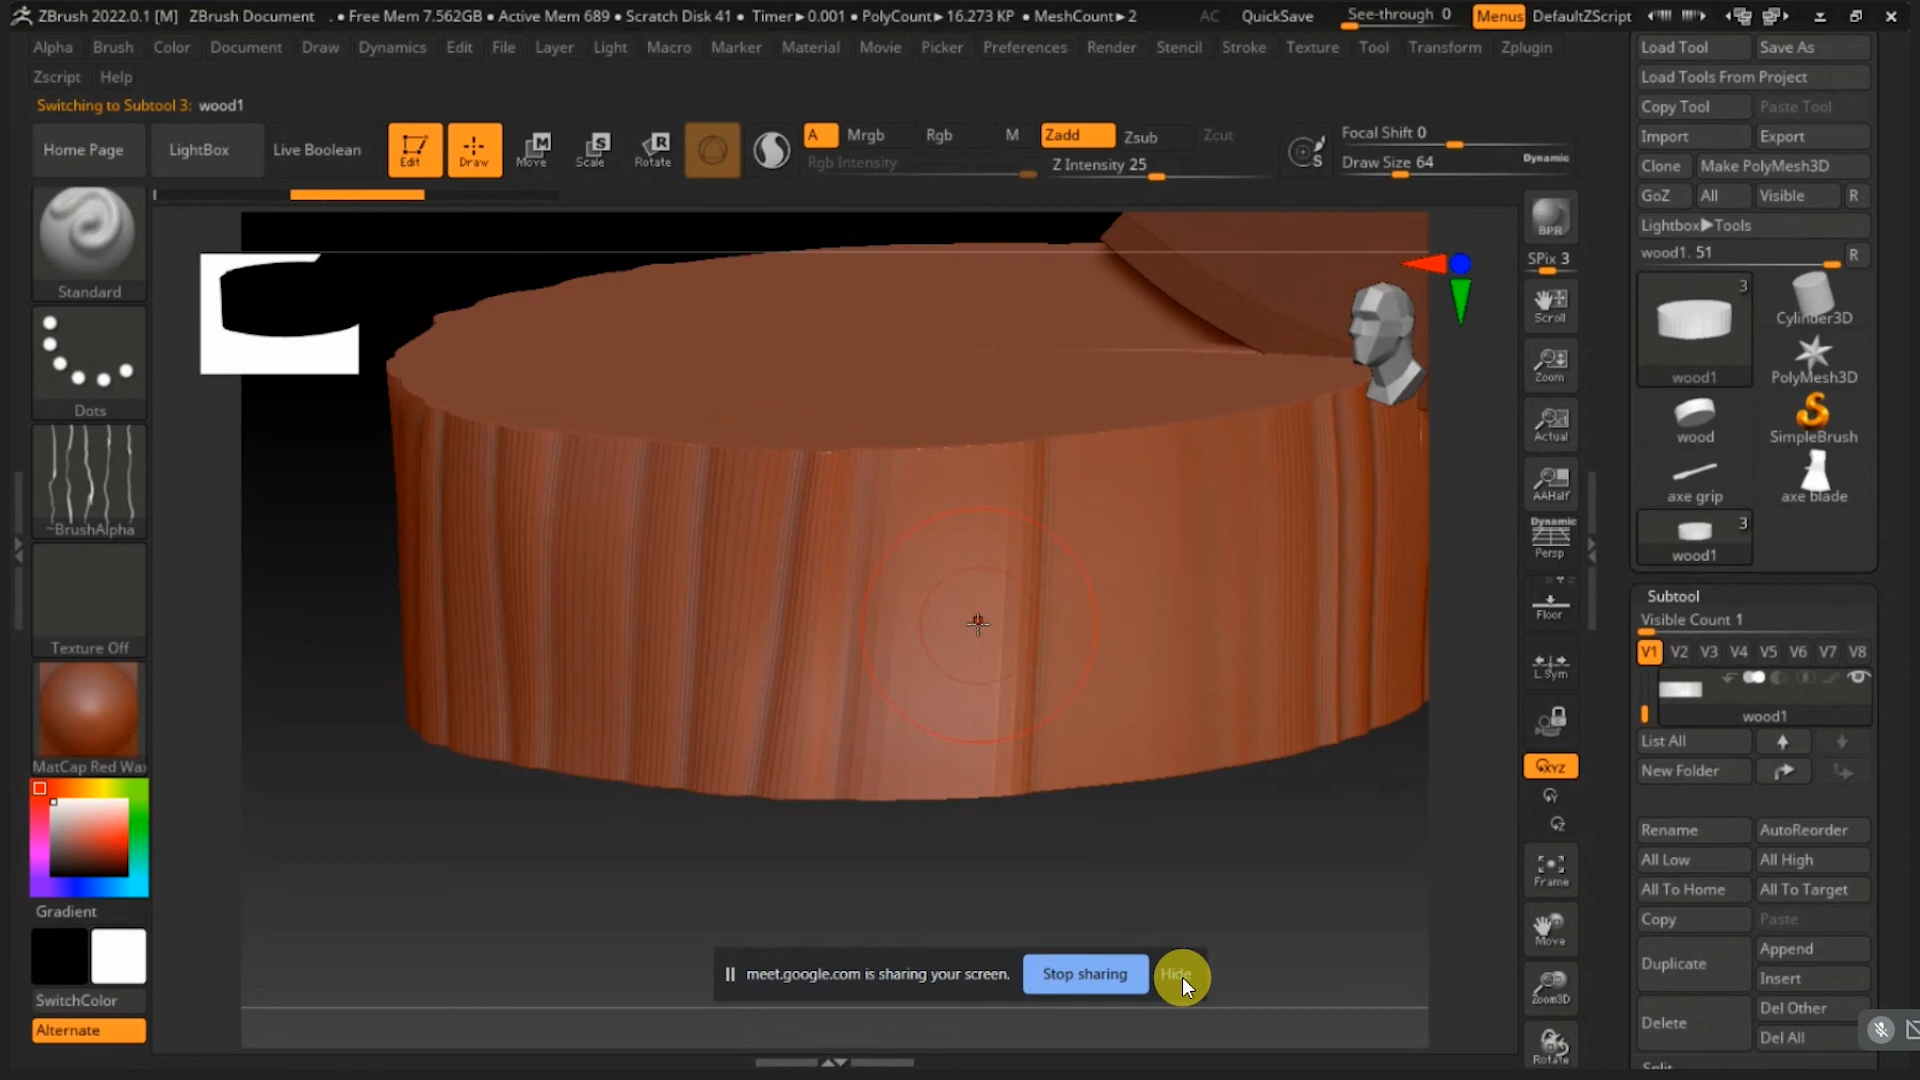 ZBrush 2022.0.1 [M] ZBrush Document . • Free Mem 7.562GB • Active Mem 689 • Scratch Disk 41 • Timer▶0.001 • PolyCount▶16.273 KP • MeshCount▶2 AC QuickSave See-through 0 Menus DefaultZScript
Alpha Brush Color Document Draw Dynamics Edit File Layer Light Macro Marker Material Movie Picker Preferences Render Stencil Stroke Texture Tool Transform Zplugin
Zscript Help
Switching to Subtool 3: wood1
Home Page LightBox Live Boolean Edit Draw Move Scale Rotate
A Mrgb Rgb M Zadd Zsub Zcut
Rgb Intensity Z Intensity 25
Focal Shift 0
Draw Size 64 Dynamic
Standard
Dots
~BrushAlpha
Texture Off
MatCap Red Wax
Gradient
SwitchColor
Alternate
BPR
SPix 3
Scroll
Zoom
Actual
AAHalf
Dynamic
Persp
Floor
L.Sym
XYZ
Y
Z
Frame
Move
Zoom3D
Rotate
Load Tool Save As
Load Tools From Project
Copy Tool Paste Tool
Import Export
Clone Make PolyMesh3D
GoZ All Visible R
Lightbox▶Tools
wood1. 51 R
3
wood1 Cylinder3D
PolyMesh3D
wood SimpleBrush
axe grip axe blade
3
wood1
Subtool
Visible Count 1
V1 V2 V3 V4 V5 V6 V7 V8
wood1
List All
New Folder
Rename AutoReorder
All Low All High
All To Home All To Target
Copy Paste
Duplicate Append
Insert
Delete Del Other
Del All
Split
meet.google.com is sharing your screen. Stop sharing Hide